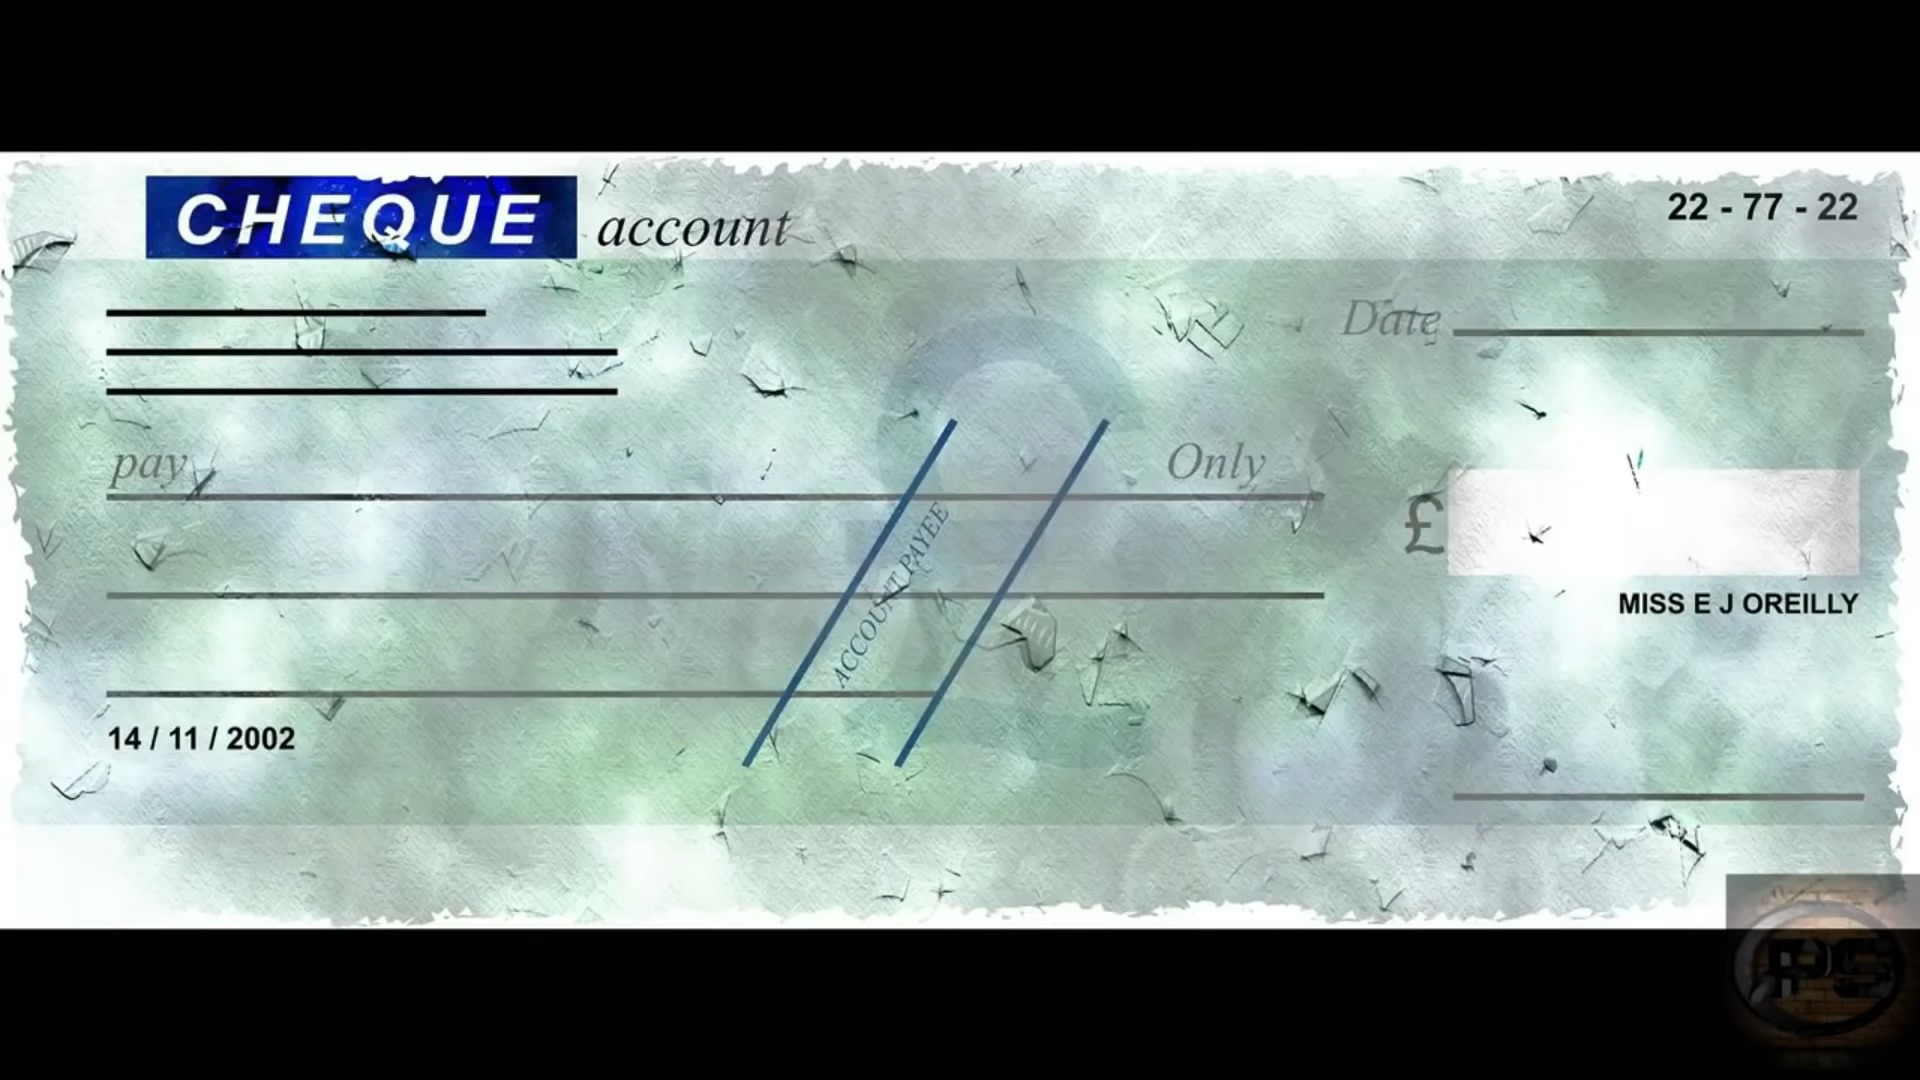 CHEQUE account
22 - 77 - 22
Date
pay
Only
£
ACCOUNT PAYEE
MISS E J OREILLY
14 / 11 / 2002